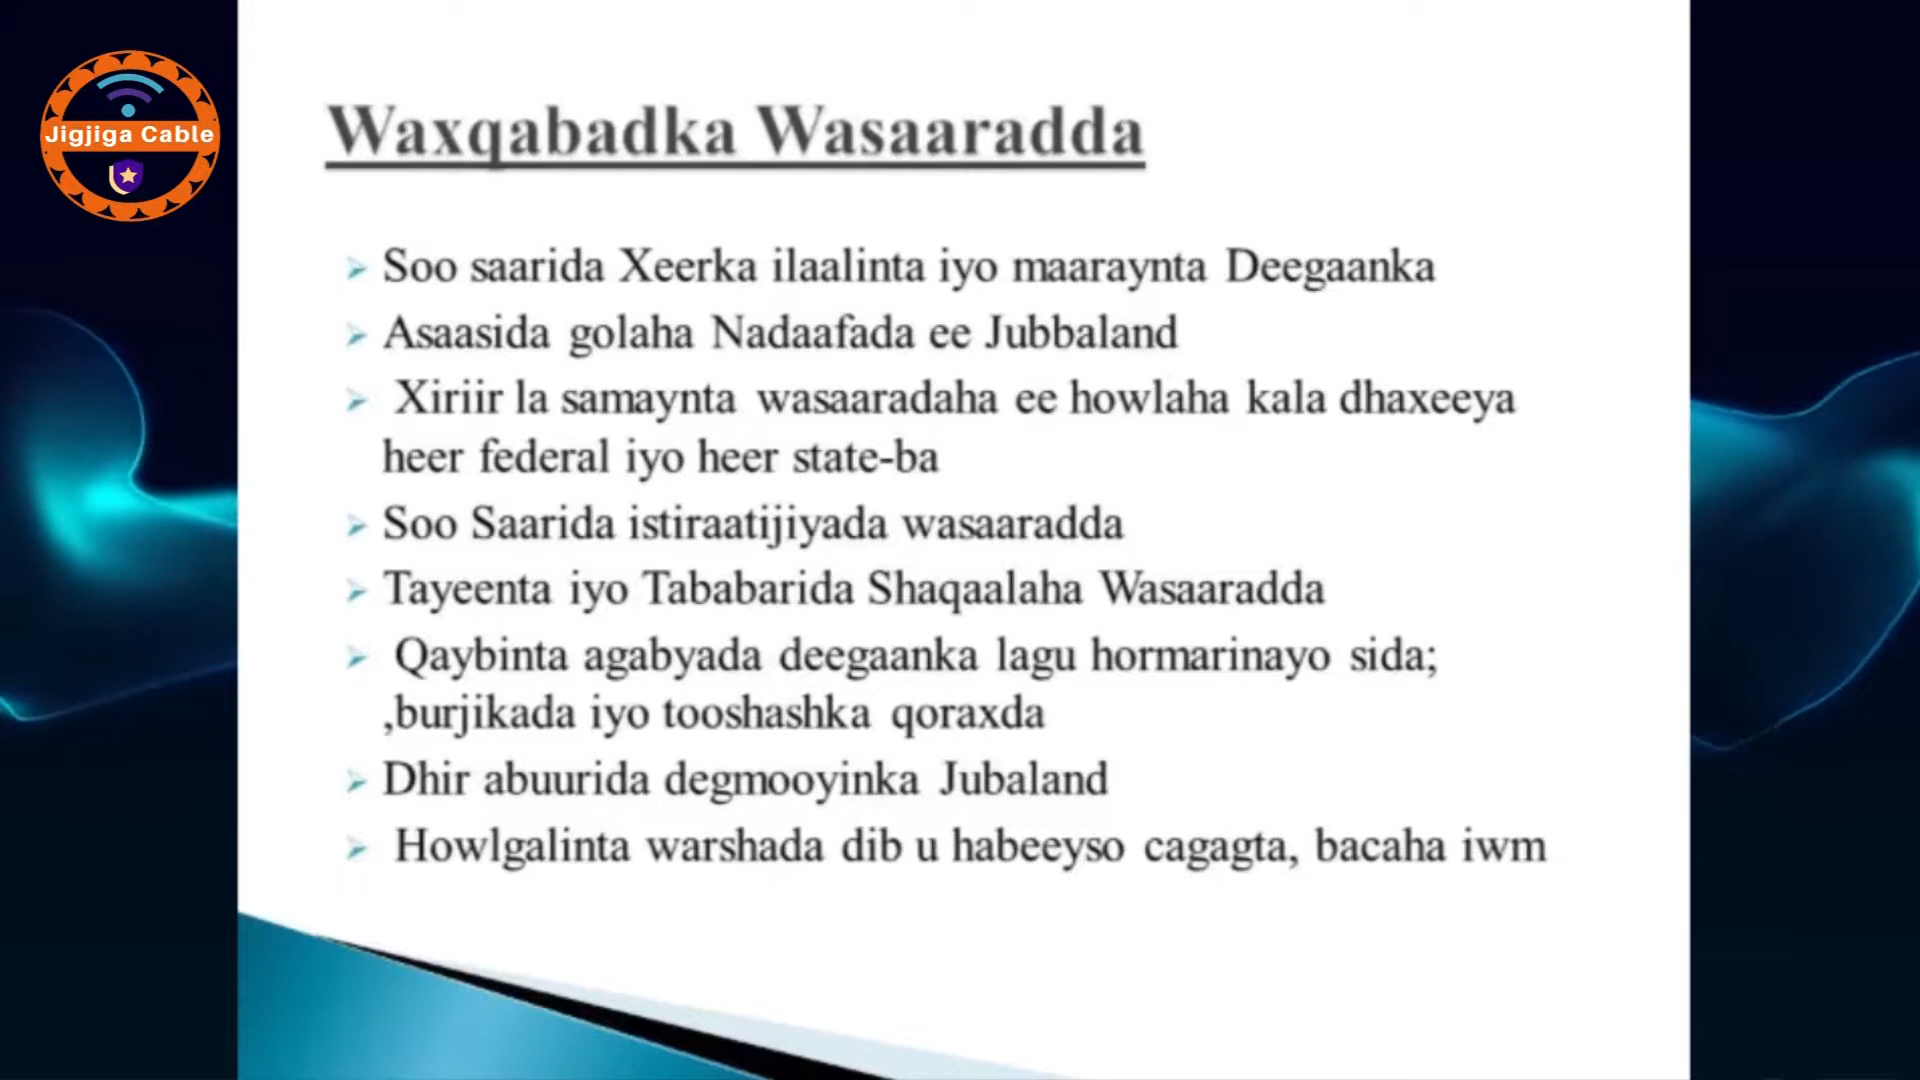 Jigjiga Cable
Waxqabadka Wasaaradda
Soo saarida Xeerka ilaalinta iyo maaraynta Deegaanka
Asaasida golaha Nadaafada ee Jubbaland
Xiriir la samaynta wasaaradaha ee howlaha kala dhaxeeya
heer federal iyo heer state-ba
Soo Saarida istiraatijiyada wasaaradda
Tayeenta iyo Tababarida Shaqaalaha Wasaaradda
Qaybinta agabyada deegaanka lagu hormarinayo sida;
,burjikada iyo tooshashka qoraxda
Dhir abuurida degmooyinka Jubaland
Howlgalinta warshada dib u habeeyso cagagta, bacaha iwm